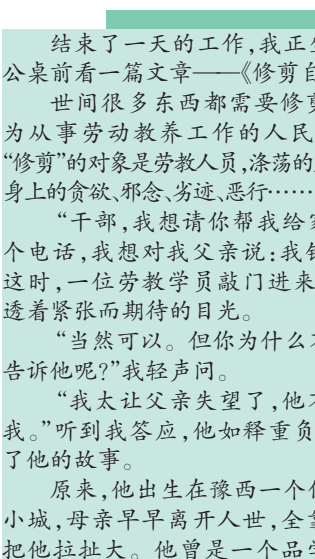 结束了一天的工作,我正
公桌前看一篇文章——《修剪
世间很多东西都需要修
为从事劳动教养工作的人民
“修剪”的对象是劳教人员,涤荡的
身上的贪欲、邪念、劣迹、恶行……
“干部,我想请你帮我给
个电话,我想对我父亲说:我
这时,一位劳教学员敲门进来
透着紧张而期待的目光。
“当然可以。但你为什么
告诉他呢?”我轻声问。
“我太让父亲失望了,他
我。”听到我答应,他如释重负
了他的故事。
原来,他出生在豫西一个
小城,母亲早早离开人世,全
把他拉扯大。他曾是一个品